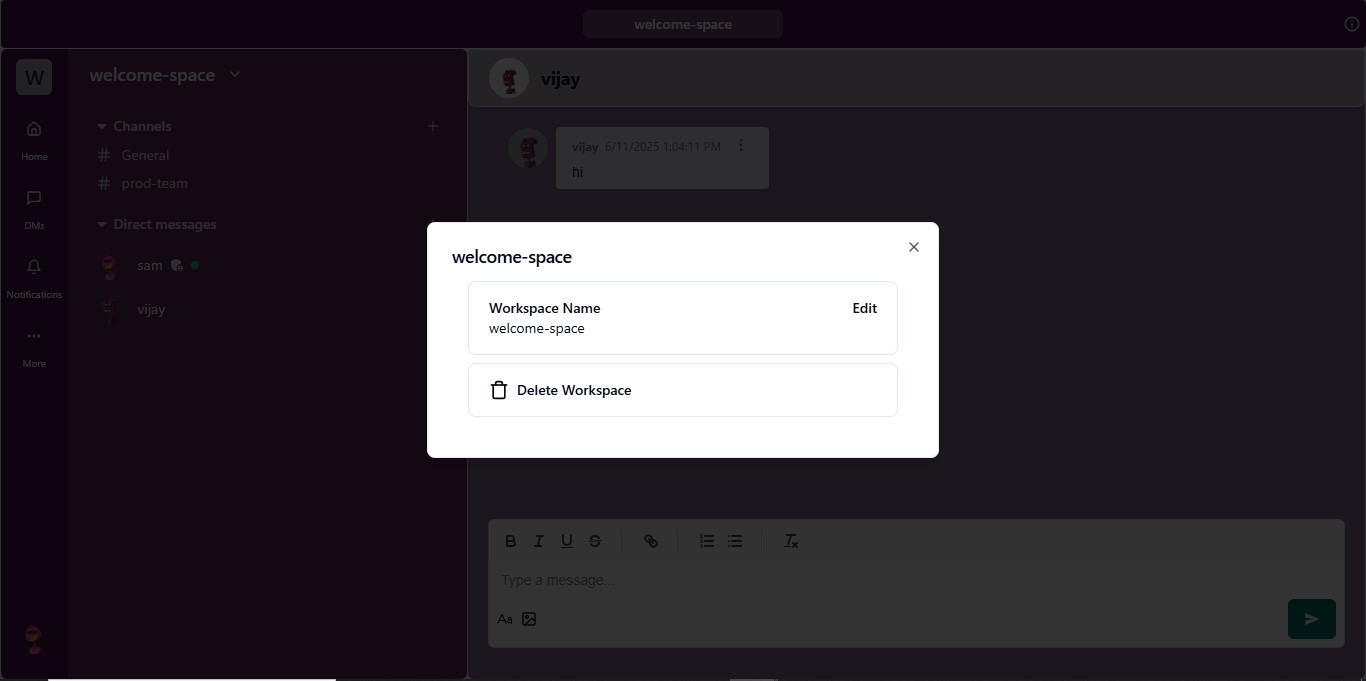 welcome-space
W
welcome-space
vijay
Channels
General
prod-team
Direct messages
sam
vijay
Home
DMs
Notifications
More
vijay 6/11/2025 1:04:11 PM
hi
welcome-space
Workspace Name
Edit
welcome-space
Delete Workspace
B I U S
Type a message...
Aa